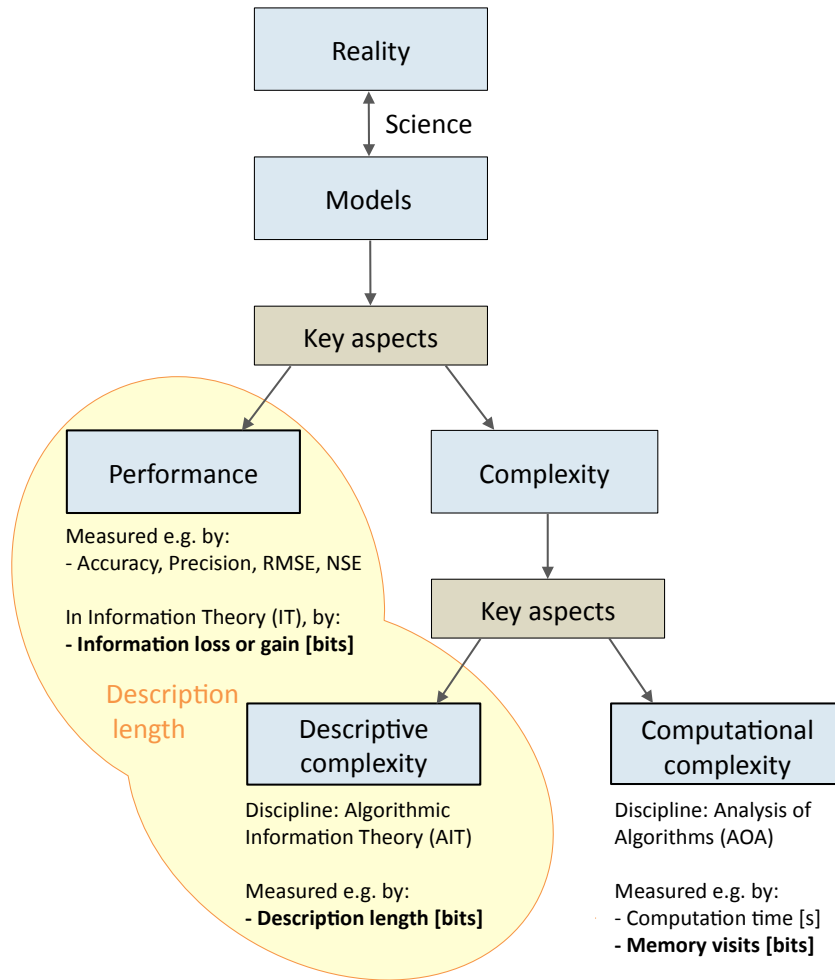 Reality
Science
Models
Key aspects
Performance
Complexity
Measured e.g. by:
- Accuracy, Precision, RMSE, NSE
In Information Theory (IT), by:
- Information loss or gain [bits]
Key aspects
Description
length
Descriptive
complexity
Computational
complexity
Discipline: Algorithmic
Information Theory (AIT)
Measured e.g. by:
- Description length [bits]
Discipline: Analysis of
Algorithms (AOA)
Measured e.g. by:
- Computation time [s]
- Memory visits [bits]